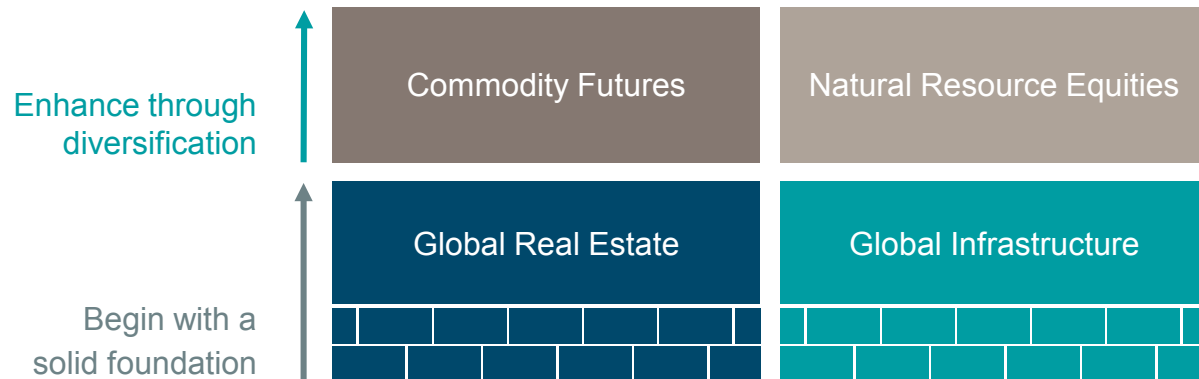 Enhance through
diversification
Commodity Futures
Natural Resource Equities
Begin with a
solid foundation
Global Real Estate
Global Infrastructure